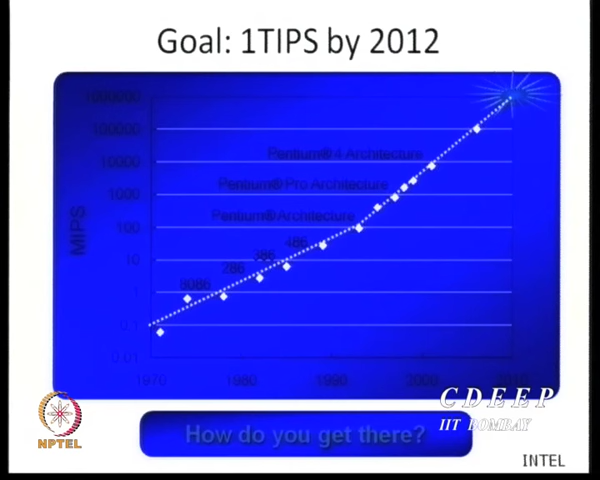 Goal: 1TIPS by 2012
1000000
100000
10000
1000
100
10
1
0.1
0.01
MIPS
Pentium® 4 Architecture
Pentium® Pro Architecture
Pentium® Architecture
486
386
286
8086
1970
1980
1990
2000
2010
How do you get there?
NPTEL
CDEEP
IIT BOMBAY
INTEL